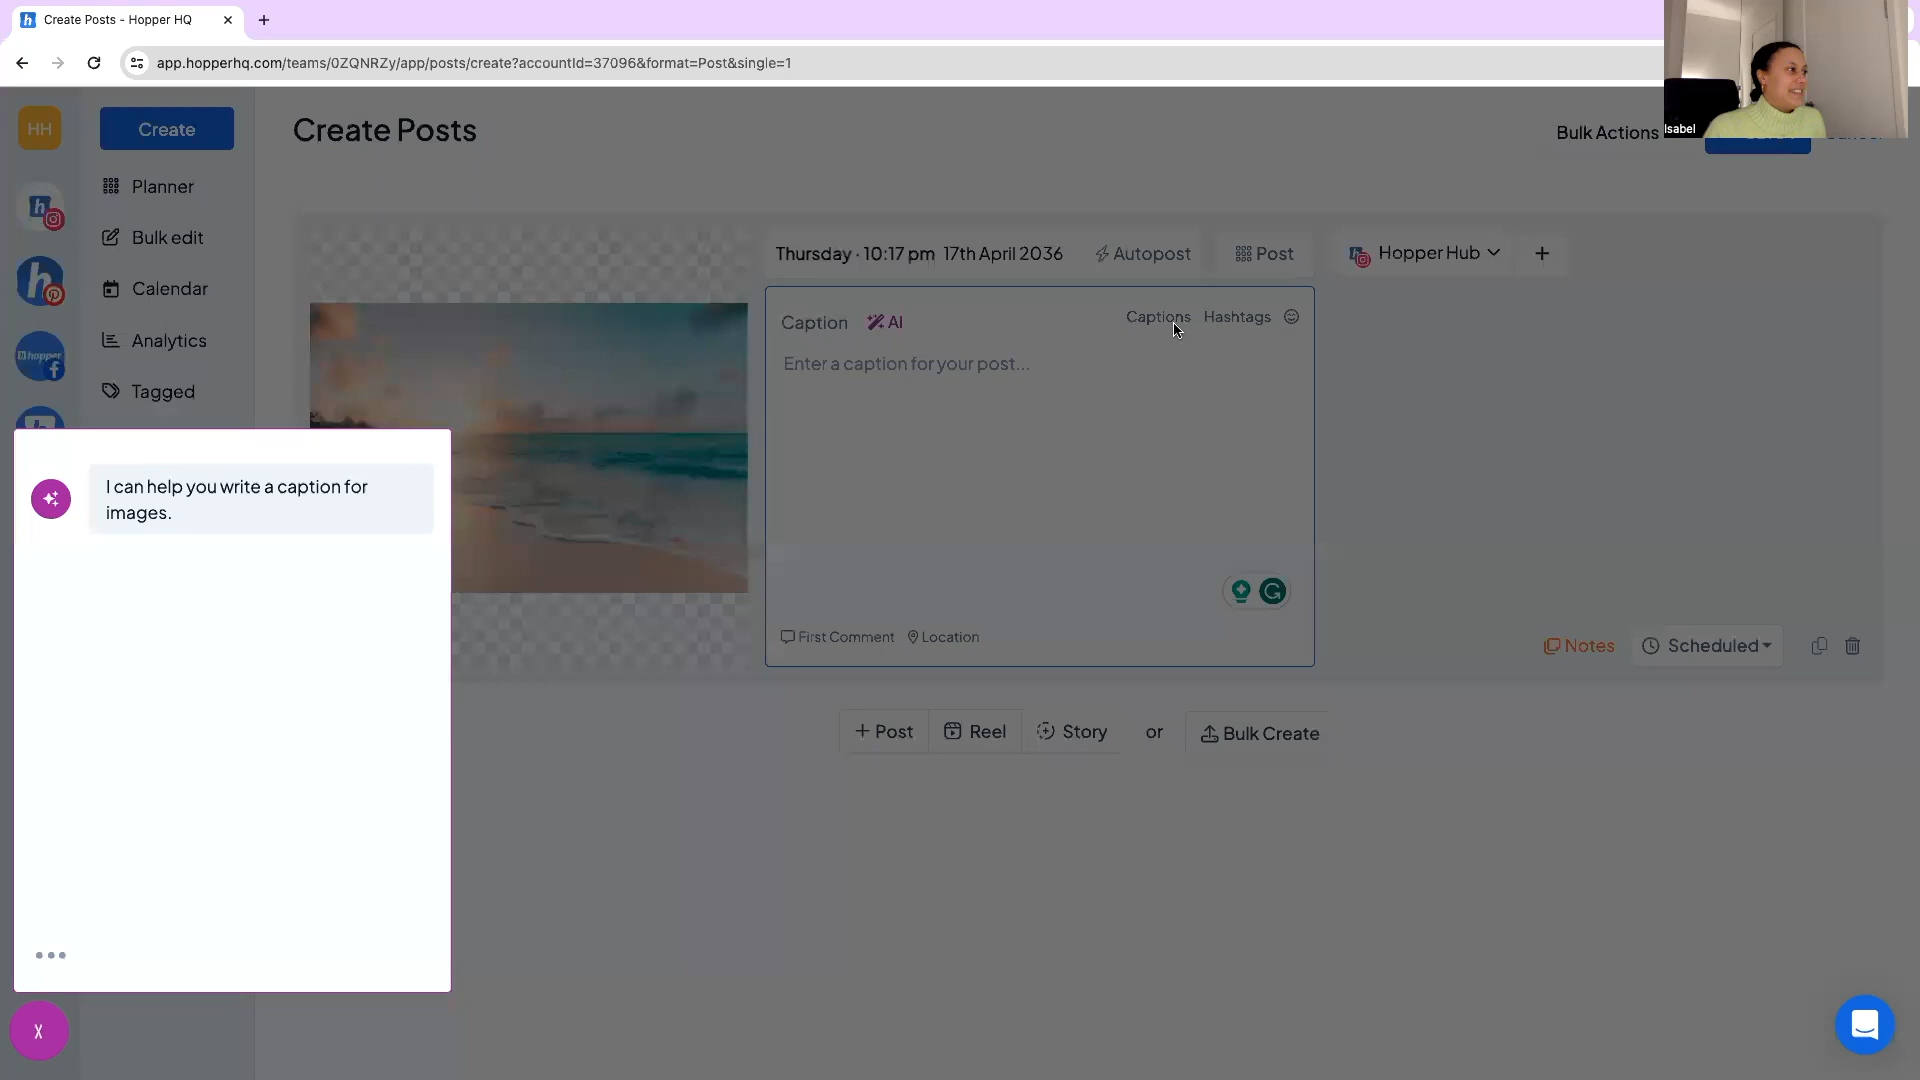 Create Posts - Hopper HQ
app.hopperhq.com/teams/0ZQNRZy/app/posts/create?accountId=37096&format=Post&single=1
Isabel
HH
Create
Create Posts
Bulk Actions
Planner
Bulk edit
Calendar
Analytics
Tagged
hopper
Thursday · 10:17 pm 17th April 2036
Autopost
Post
Hopper Hub
Caption AI
Captions Hashtags
Enter a caption for your post...
First Comment Location
Notes
Scheduled
I can help you write a caption for
images.
Post
Reel
Story
or
Bulk Create